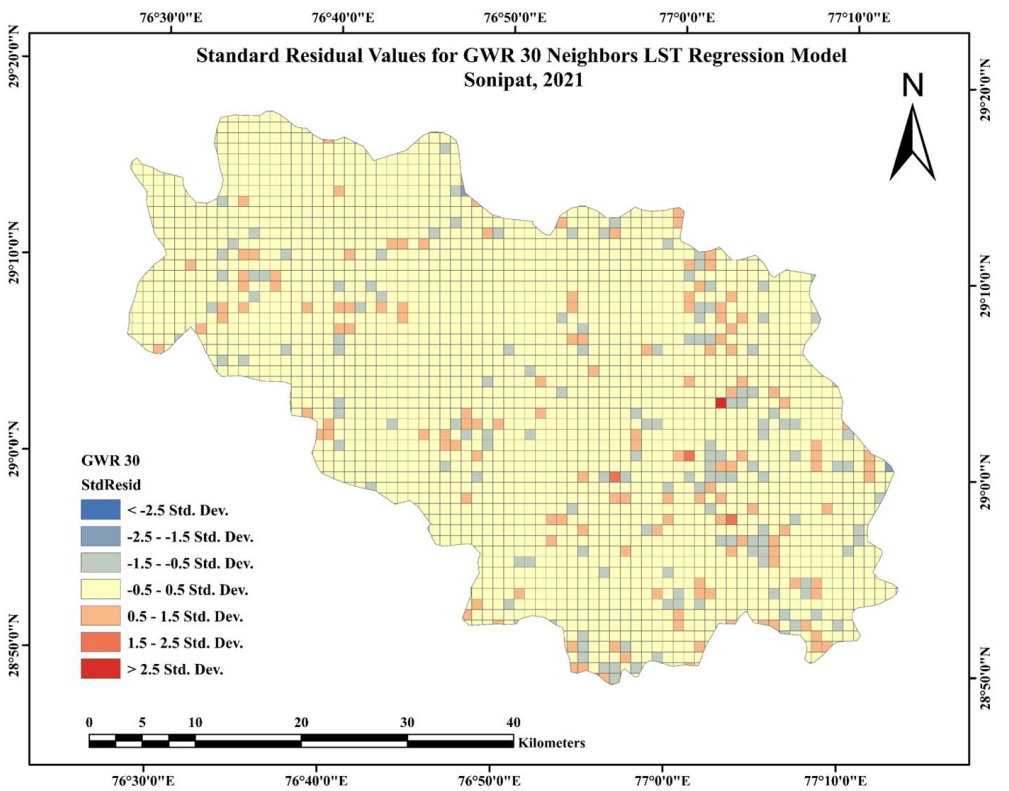 76°30'0"E 76°40'0"E 76°50'0"E 77°0'0"E 77°10'0"E
Standard Residual Values for GWR 30 Neighbors LST Regression Model
Sonipat, 2021
N
29°20'0"N
29°20'0"N
29°10'0"N
29°10'0"N
29°0'0"N
29°0'0"N
28°50'0"N
28°50'0"N
GWR 30
StdResid
< -2.5 Std. Dev.
-2.5 - -1.5 Std. Dev.
-1.5 - -0.5 Std. Dev.
-0.5 - 0.5 Std. Dev.
0.5 - 1.5 Std. Dev.
1.5 - 2.5 Std. Dev.
> 2.5 Std. Dev.
0 5 10 20 30 40
Kilometers
76°30'0"E 76°40'0"E 76°50'0"E 77°0'0"E 77°10'0"E